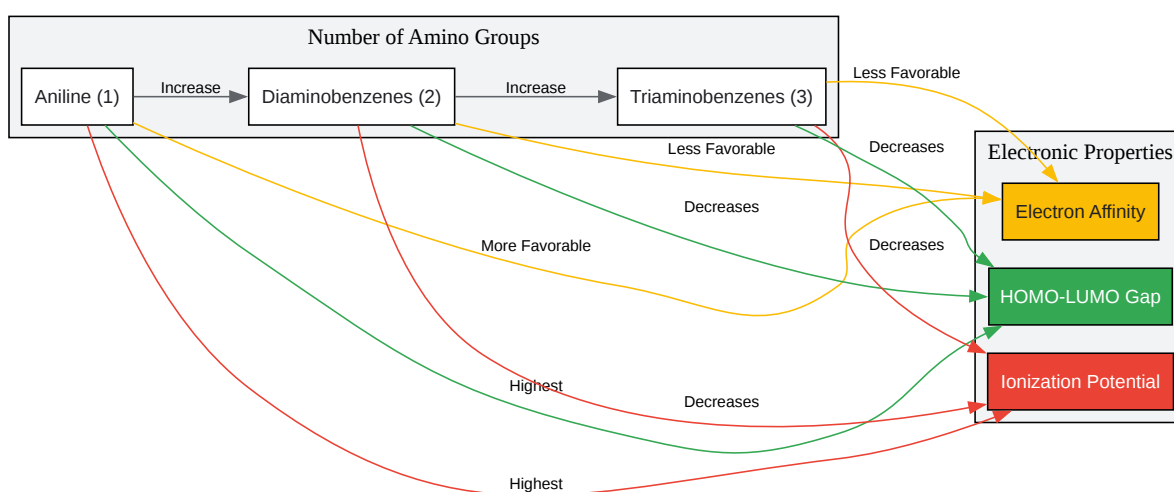 Number of Amino Groups
Aniline (1)
Increase
Diaminobenzenes (2)
Increase
Triaminobenzenes (3)
Less Favorable
Less Favorable
Decreases
Electronic Properties
Electron Affinity
Decreases
More Favorable
Decreases
HOMO-LUMO Gap
Highest
Decreases
Ionization Potential
Highest